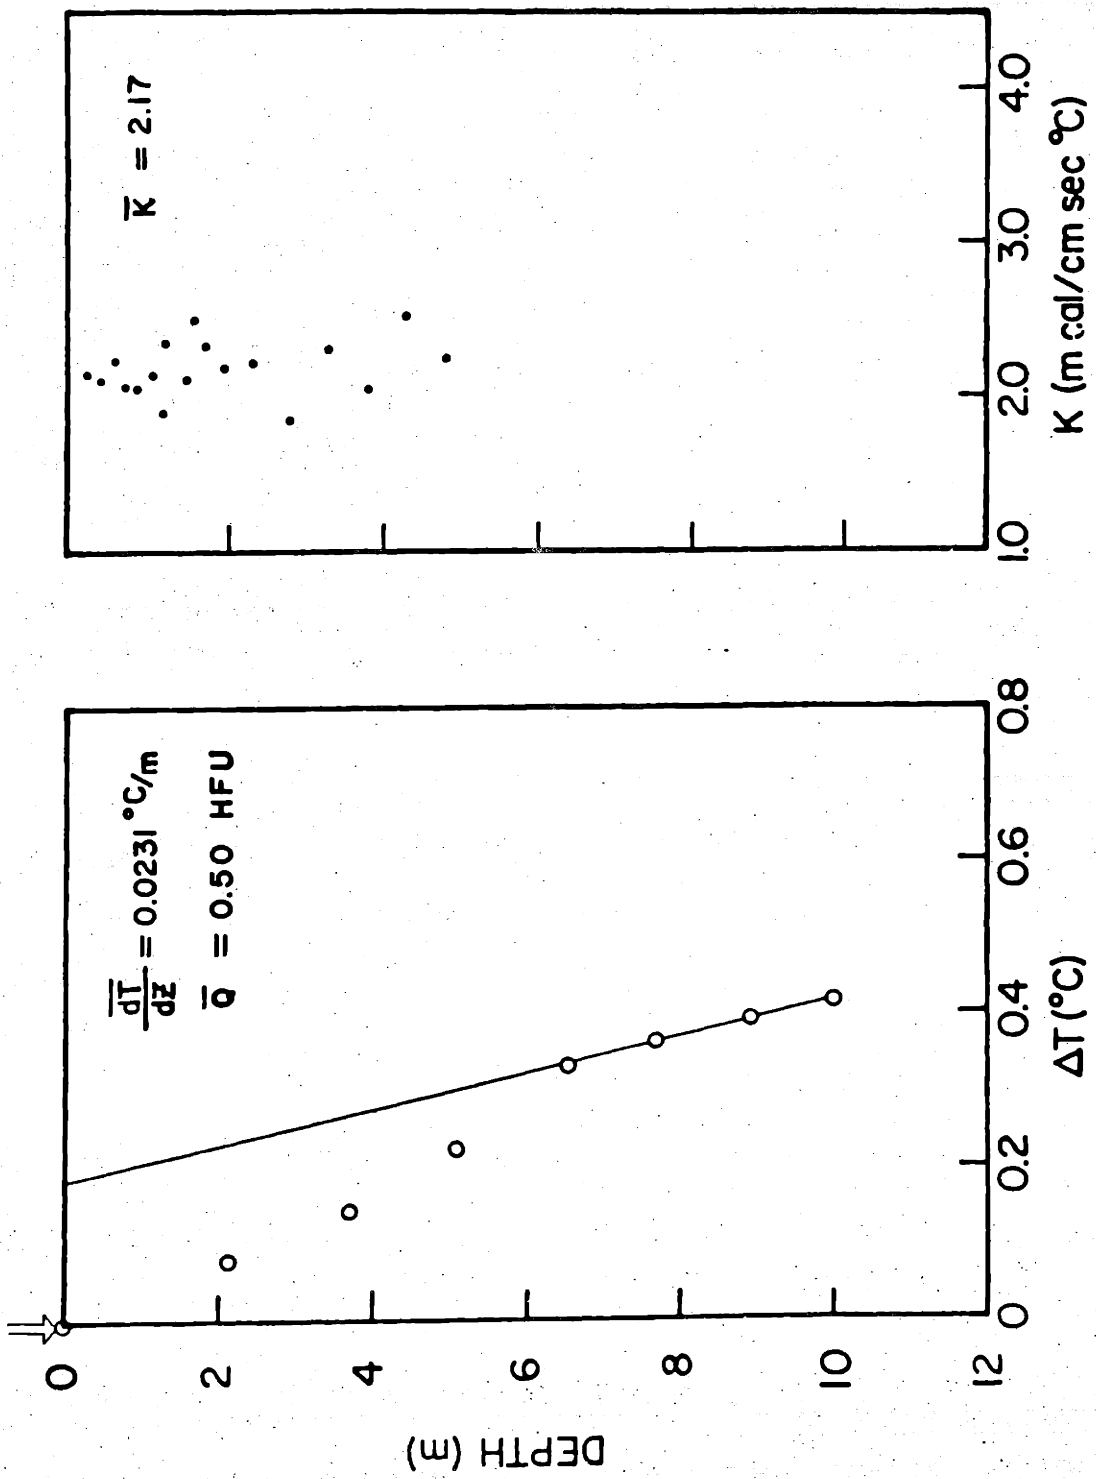 dT/dZ = 0.0231 °C/m
Q = 0.50 HFU
0
2
4
6
8
10
12
DEPTH (m)
0 0.2 0.4 0.6 0.8
ΔT (°C)
K = 2.17
1.0 2.0 3.0 4.0
K (m cal/cm sec °C)